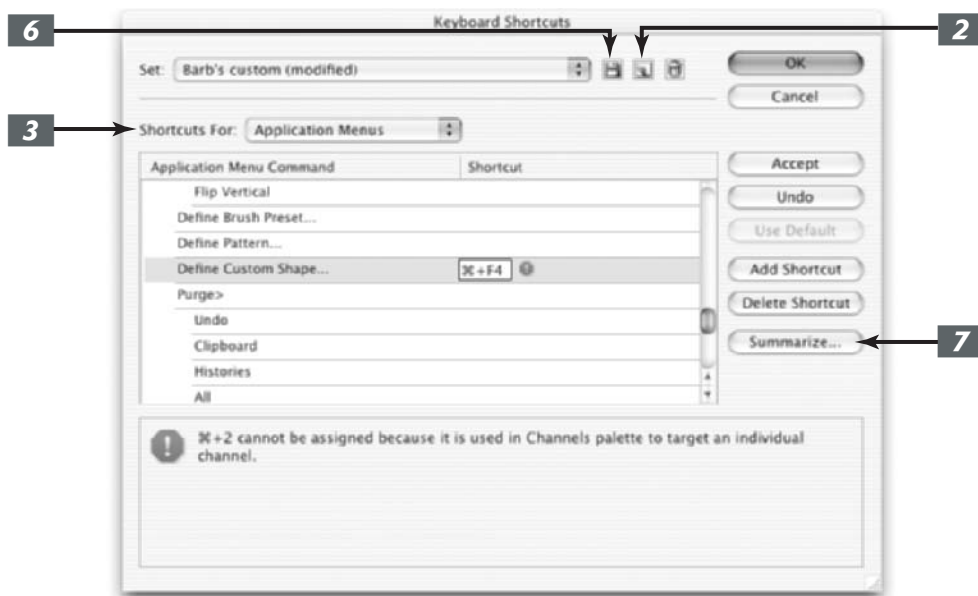 Keyboard Shortcuts
6
2
Set: Barb's custom (modified)
OK
Cancel
3
Shortcuts For: Application Menus
Application Menu Command Shortcut
Accept
Flip Vertical
Undo
Define Brush Preset...
Use Default
Define Pattern...
Define Custom Shape... ⌘+F4
Add Shortcut
Purge>
Delete Shortcut
Undo
Clipboard
Summarize...
7
Histories
All
⌘+2 cannot be assigned because it is used in Channels palette to target an individual
channel.